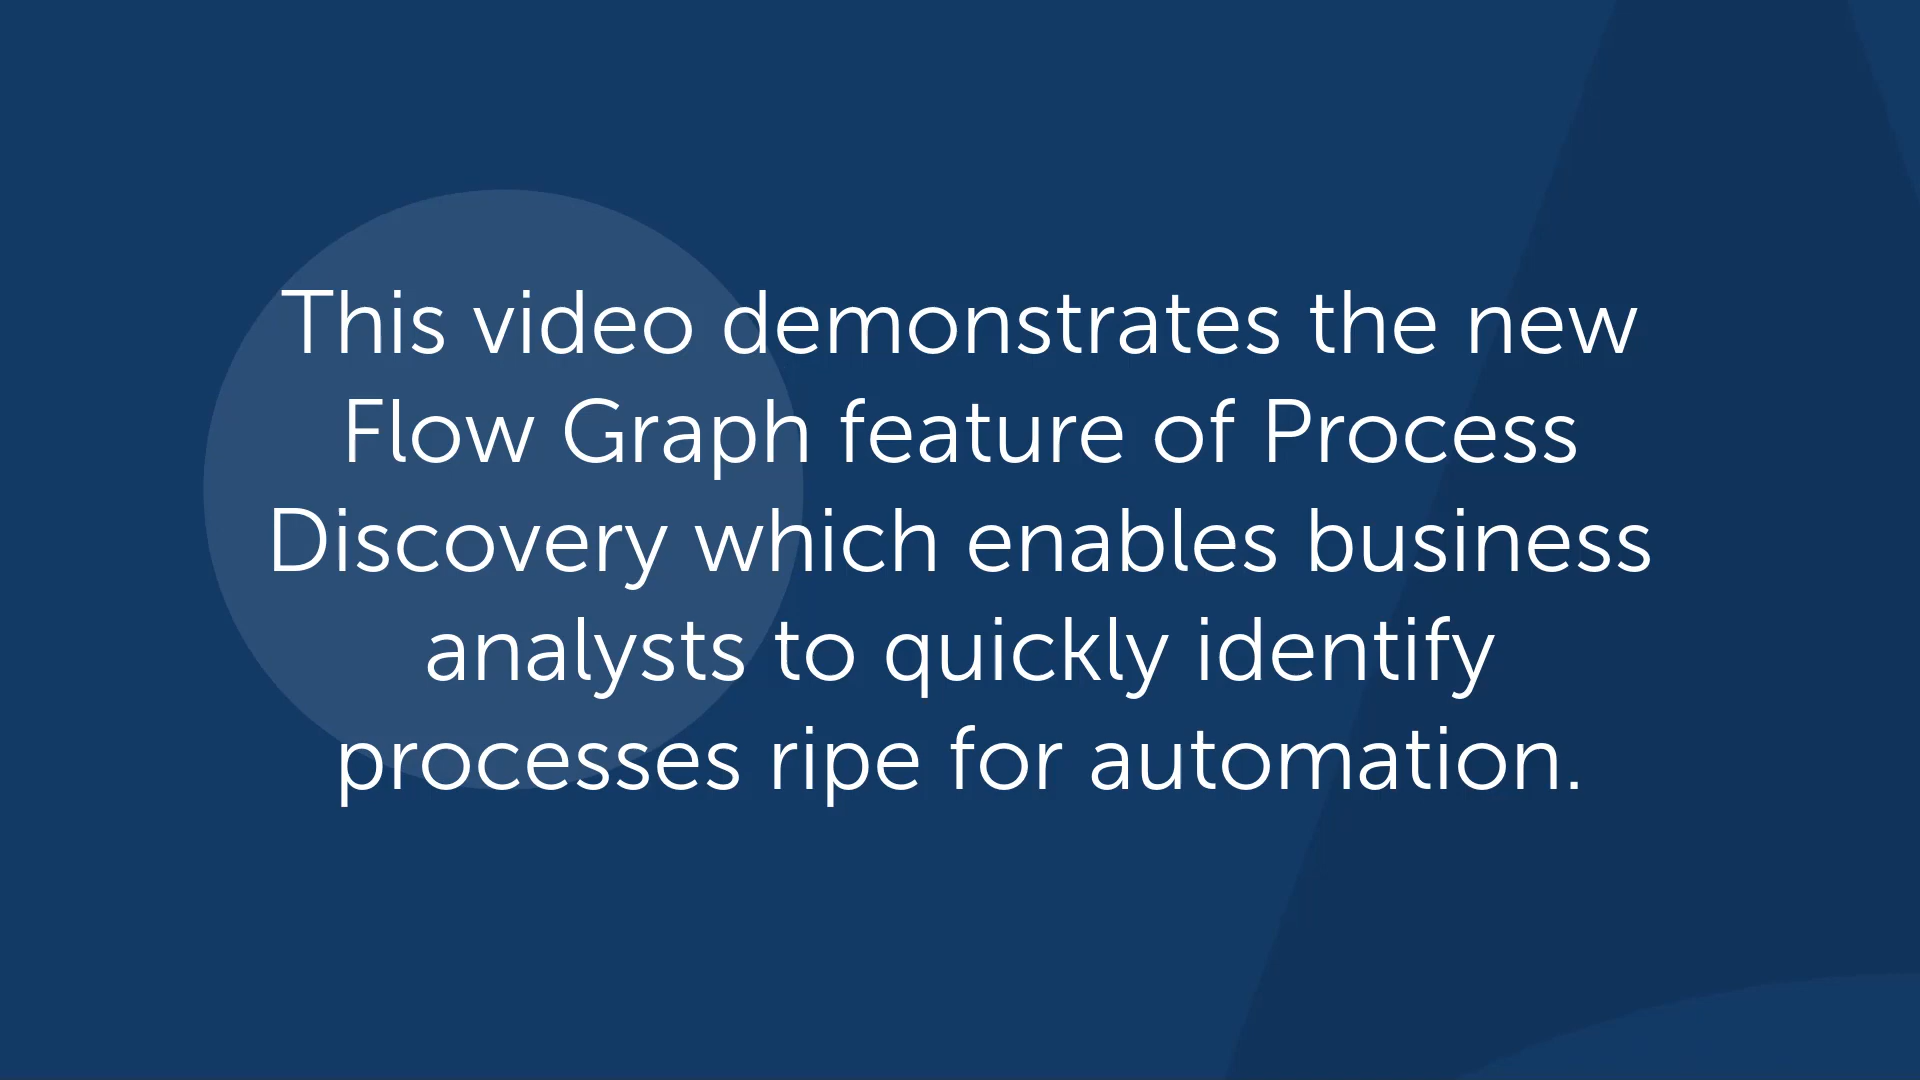 This video demonstrates the new
Flow Graph feature of Process
Discovery which enables business
analysts to quickly identify
processes ripe for automation.